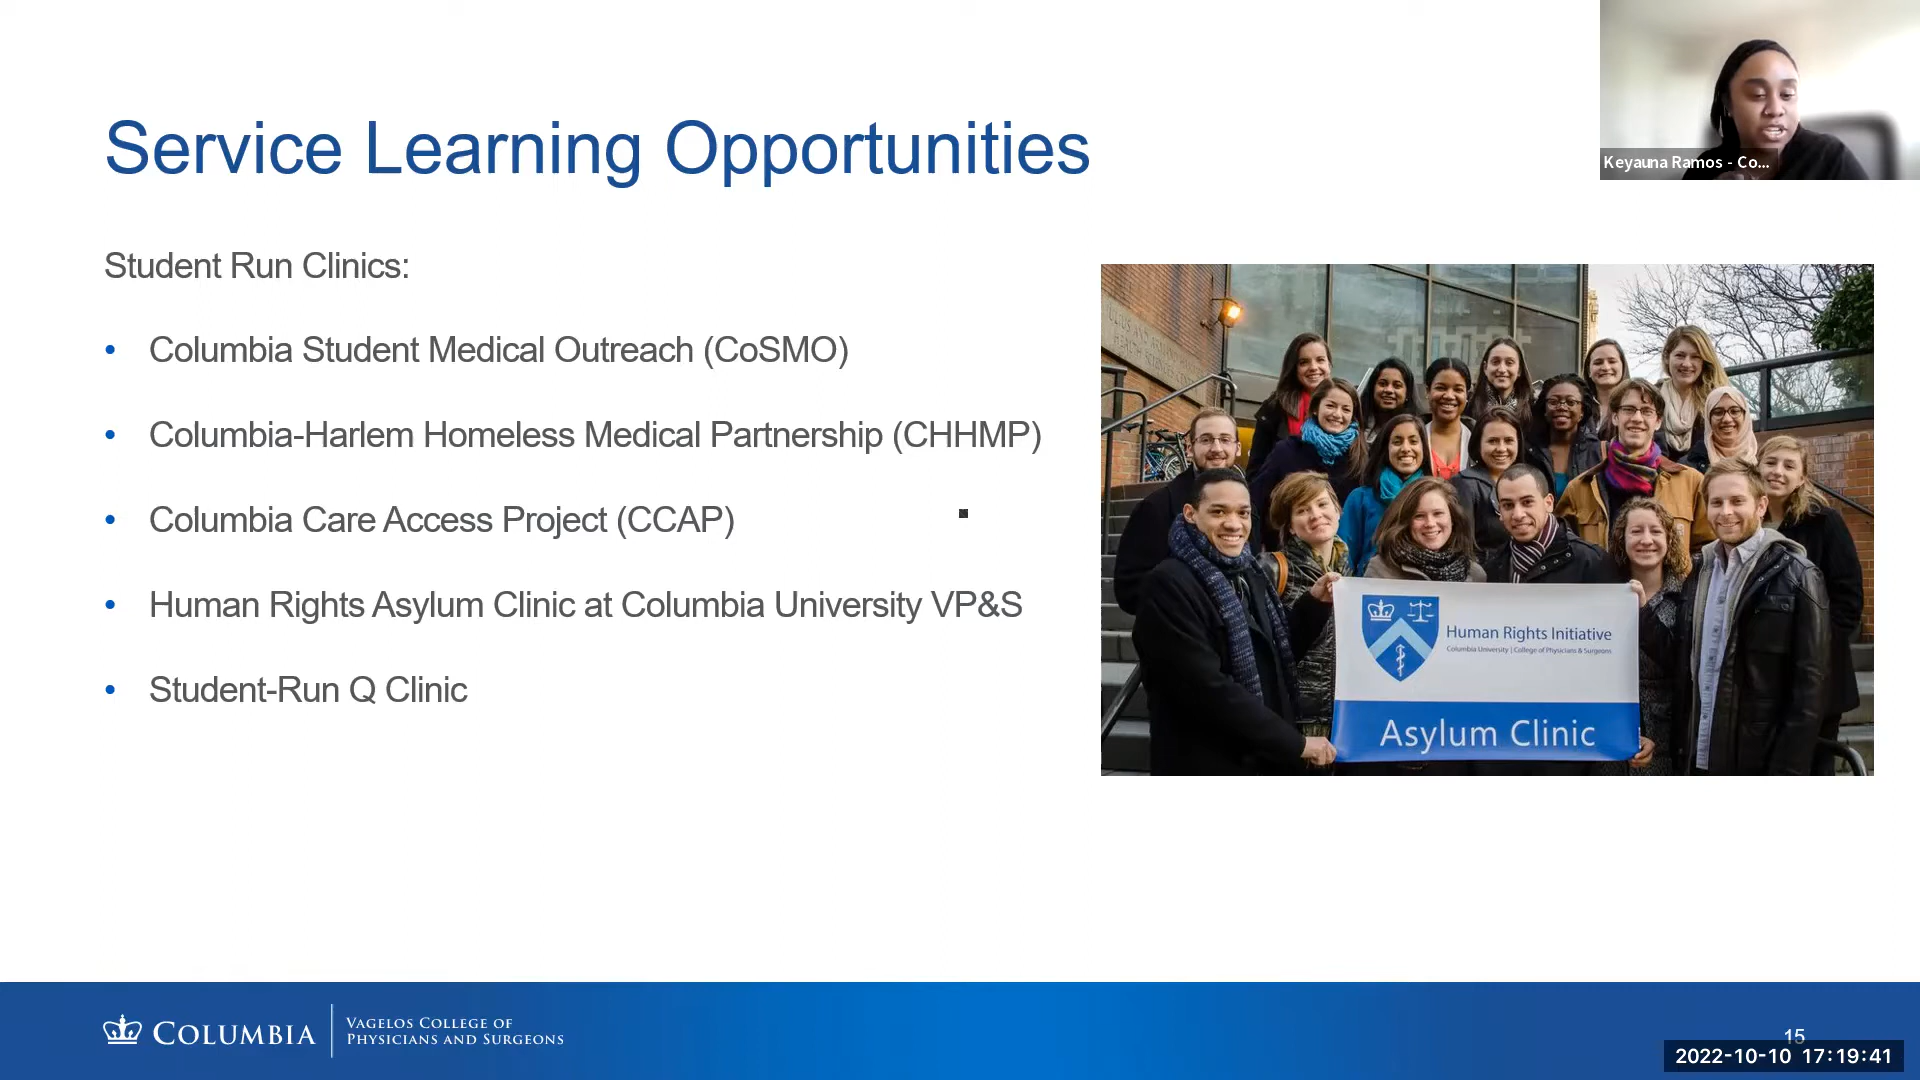 Service Learning Opportunities
Keyauna Ramos - Co...
Student Run Clinics:
• Columbia Student Medical Outreach (CoSMO)
• Columbia-Harlem Homeless Medical Partnership (CHHMP)
• Columbia Care Access Project (CCAP)
• Human Rights Asylum Clinic at Columbia University VP&S
• Student-Run Q Clinic
Human Rights Initiative
Columbia University | College of Physicians & Surgeons
Asylum Clinic
COLUMBIA
VAGELOS COLLEGE OF
PHYSICIANS AND SURGEONS
15
2022-10-10 17:19:41